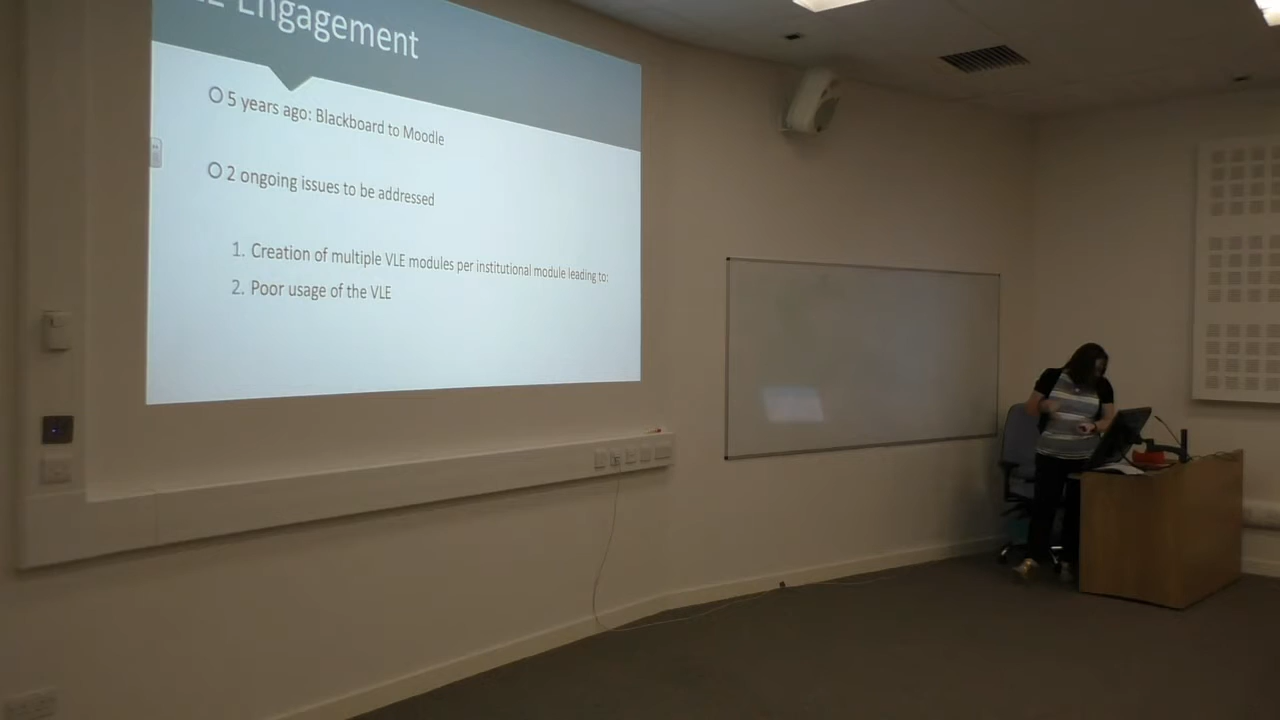 Engagement
5 years ago: Blackboard to Moodle
2 ongoing issues to be addressed
1. Creation of multiple VLE modules per institutional module leading to:
2. Poor usage of the VLE